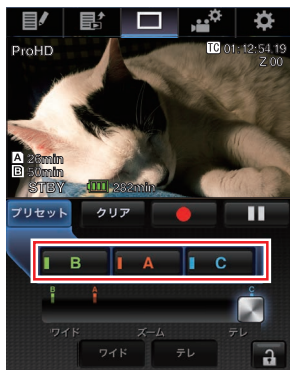 ProHD
TC 01:12:54.19
Z 00
A 26min
B 50min
STBY 282min
プリセット クリア
B A C
B A C
ワイド ズーム テレ
ワイド テレ